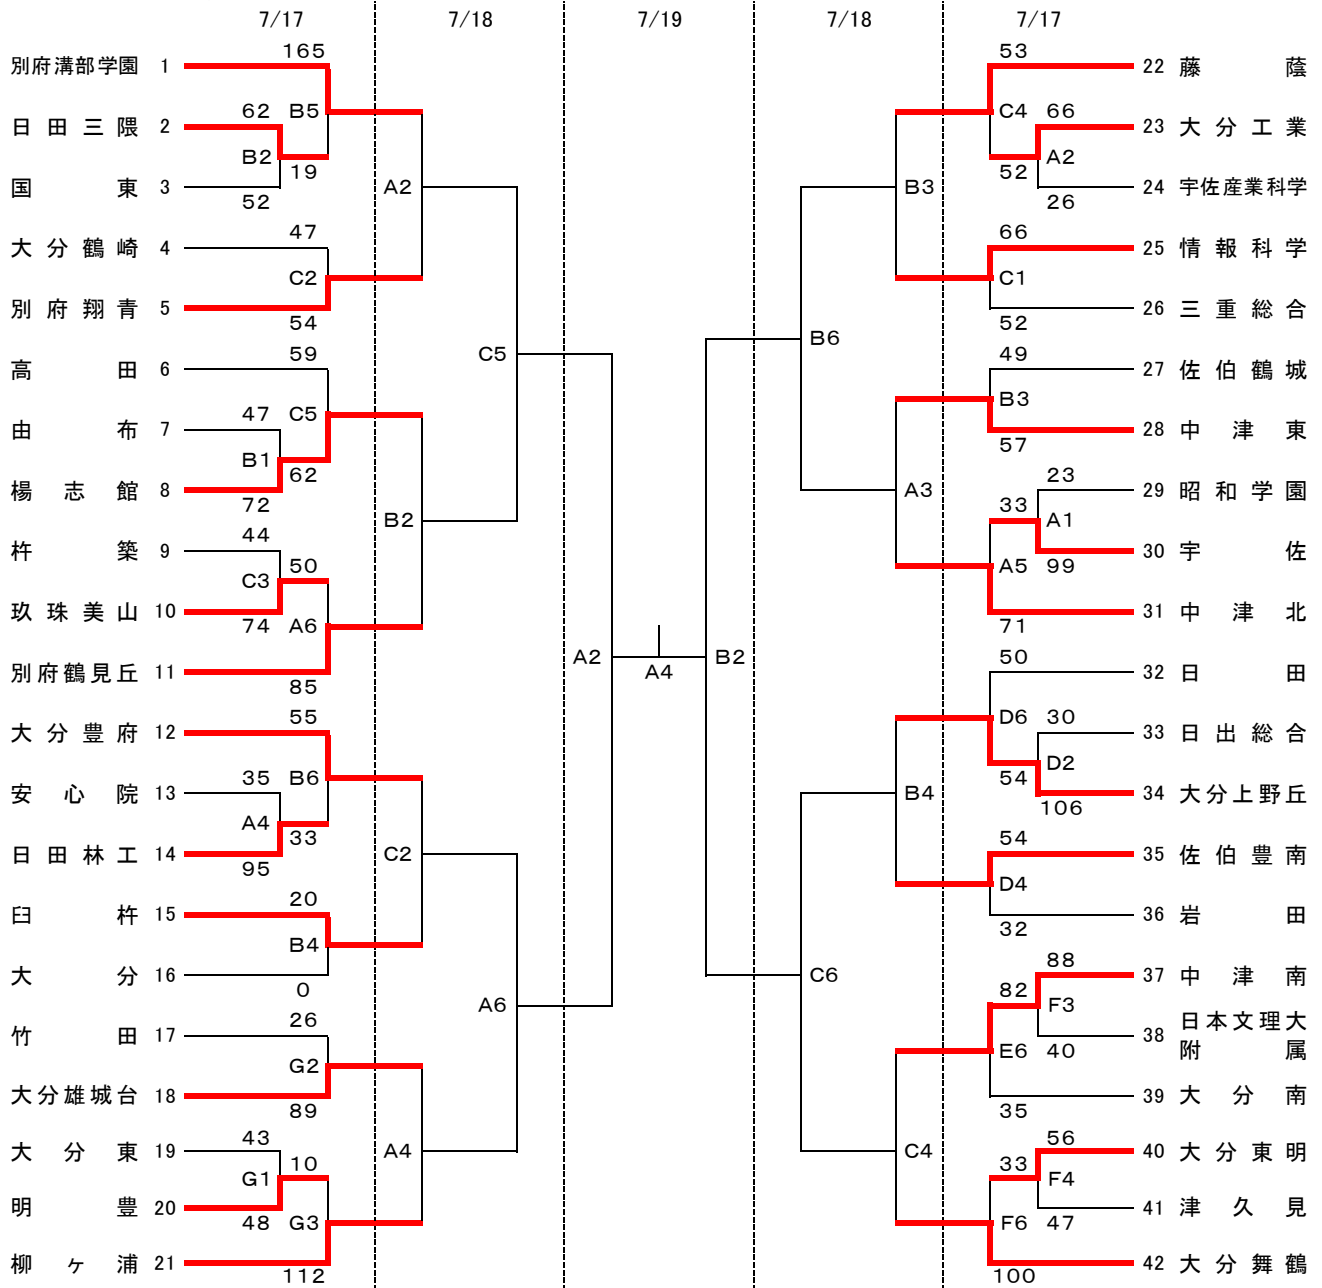 7/17 7/18 7/19 7/18 7/17
165 53
別府溝部学園 1 22 藤蔭
62 B5 C4 66
日田三隈 2 23 大分工業
B2 19 52 A2
国東 3 A2 B3 24 宇佐産業科学
52 26
47 66
大分鶴崎 4 25 情報科学
C2 C1
別府翔青 5 26 三重総合
54 52
C5 B6
59 49
高田 6 27 佐伯鶴城
47 C5 B3
由布 7 28 中津東
57
B1 62 23
楊志館 8 A3 33 29 昭和学園
72 B2 A1
44
杵築 9 30 宇佐
C3 50 A5 99
玖珠美山 10 31 中津北
74 A6 71
A2 A4 B2 50
別府鶴見丘 11 32 日田
85
55 D6 30
大分豊府 12 33 日出総合
35 B6 D2
安心院 13 B4 54 34 大分上野丘
106
A4 33 54
日田林工 14 C2 35 佐伯豊南
95 D4
20
臼杵 15 36 岩田
B4 32
88
大分 16 C6 37 中津南
0 A6 82 F3
26
竹田 17 38 日本文理大
附属
G2 E6 40
大分雄城台 18 39 大分南
89 35
43 56
大分東 19 A4 C4 40 大分東明
G1 10 33 F4
明豊 20 41 津久見
48 G3 F6 47
柳ヶ浦 21 42 大分舞鶴
112 100